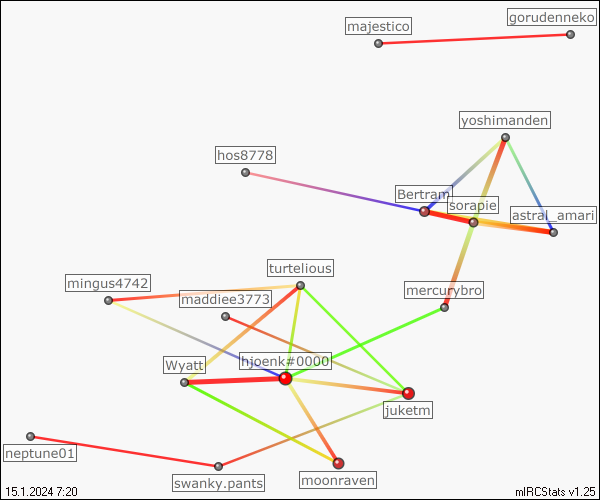 gorudenneko
majestico
yoshimanden
hos8778
Bertram
sorapie
astral_amari
turtelious
mingus4742
maddiee3773
mercurybro
hjoenk#0000
Wyatt
juketm
neptune01
swanky.pants
moonraven
15.1.2024 7:20
mIRCStats v1.25